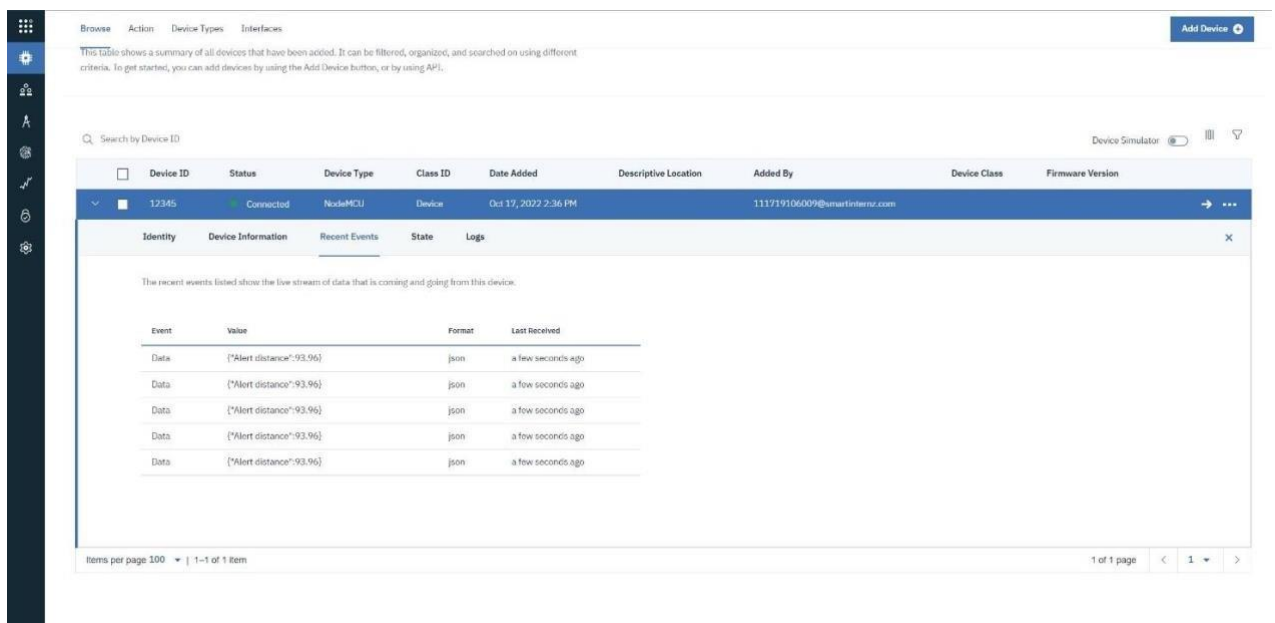 Browse Action Device Types Interfaces
Add Device
This table shows a summary of all devices that have been added. It can be filtered, organized, and searched on using different
criteria. To get started, you can add devices by using the Add Device button, or by using API.
Search by Device ID
Device Simulator
Device ID Status Device Type Class ID Date Added Descriptive Location Added By Device Class Firmware Version
12345 Connected NodeMCU Device Oct 17, 2022 2:36 PM 111719106009@smartinternz.com
Identity Device Information Recent Events State Logs
The recent events listed show the live stream of data that is coming and going from this device.
Event Value Format Last Received
Data {"Alert distance":93.96} json a few seconds ago
Data {"Alert distance":93.96} json a few seconds ago
Data {"Alert distance":93.96} json a few seconds ago
Data {"Alert distance":93.96} json a few seconds ago
Data {"Alert distance":93.96} json a few seconds ago
Items per page 100 | 1–1 of 1 item
1 of 1 page 1